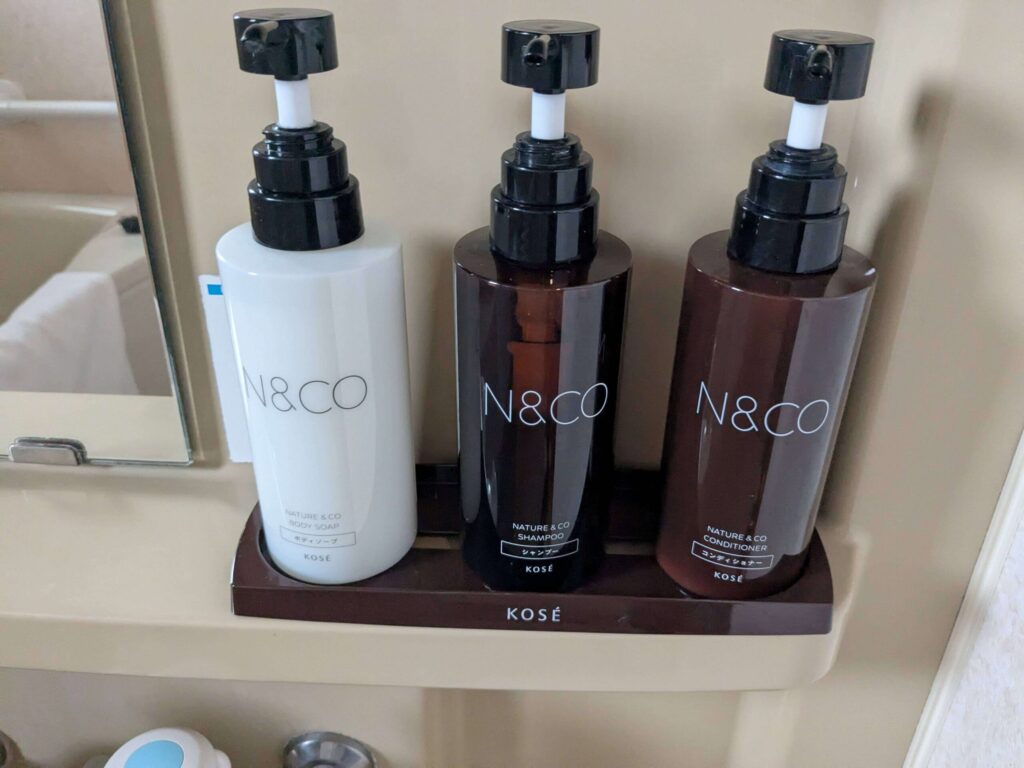 N&CO
NATURE & CO
BODY SOAP
ボディソープ
KOSÉ
N&CO
NATURE & CO
SHAMPOO
シャンプー
KOSÉ
N&CO
NATURE & CO
CONDITIONER
コンディショナー
KOSÉ
KOSÉ